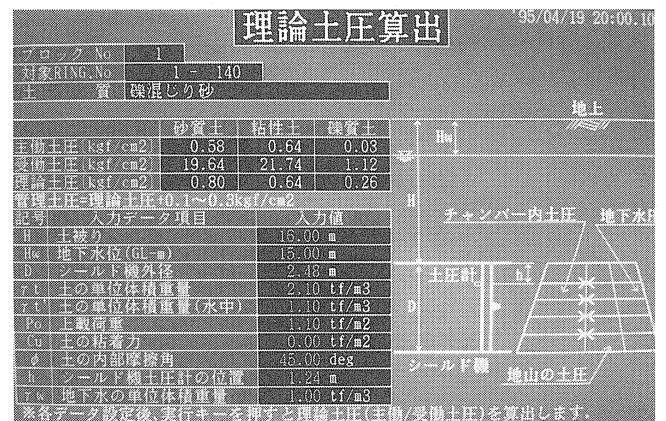 理論土圧算出
'95/04/19 20:00.10
ブロック No 1
対象RING.No 1 - 140
土 質 礫混じり砂
砂質土 粘性土 礫質土
主働土圧[kgf/cm2] 0.58 0.64 0.03
受働土圧[kgf/cm2] 19.64 21.74 1.12
理論土圧[kgf/cm2] 0.80 0.64 0.26
管理土圧=理論土圧+0.1~0.3kgf/cm2
記号 入力データ項目 入力値
H 土被り 16.00 m
Hw 地下水位(GL-m) 15.00 m
D シールド機外径 2.48 m
γt 土の単位体積重量 2.10 tf/m3
γt' 土の単位体積重量(水中) 1.10 tf/m3
Po 上載荷重 1.10 tf/m2
Cu 土の粘着力 0.00 tf/m2
φ 土の内部摩擦角 45.00 deg
h シールド機土圧計の位置 1.24 m
γw 地下水の単位体積重量 1.00 tf/m3
地上
Hw
H
チャンバー内土圧 地下水圧
土圧計 h
D
シールド機
地山の土圧
※各データ設定後、実行キーを押すと理論土圧(主働/受働土圧)を算出します.